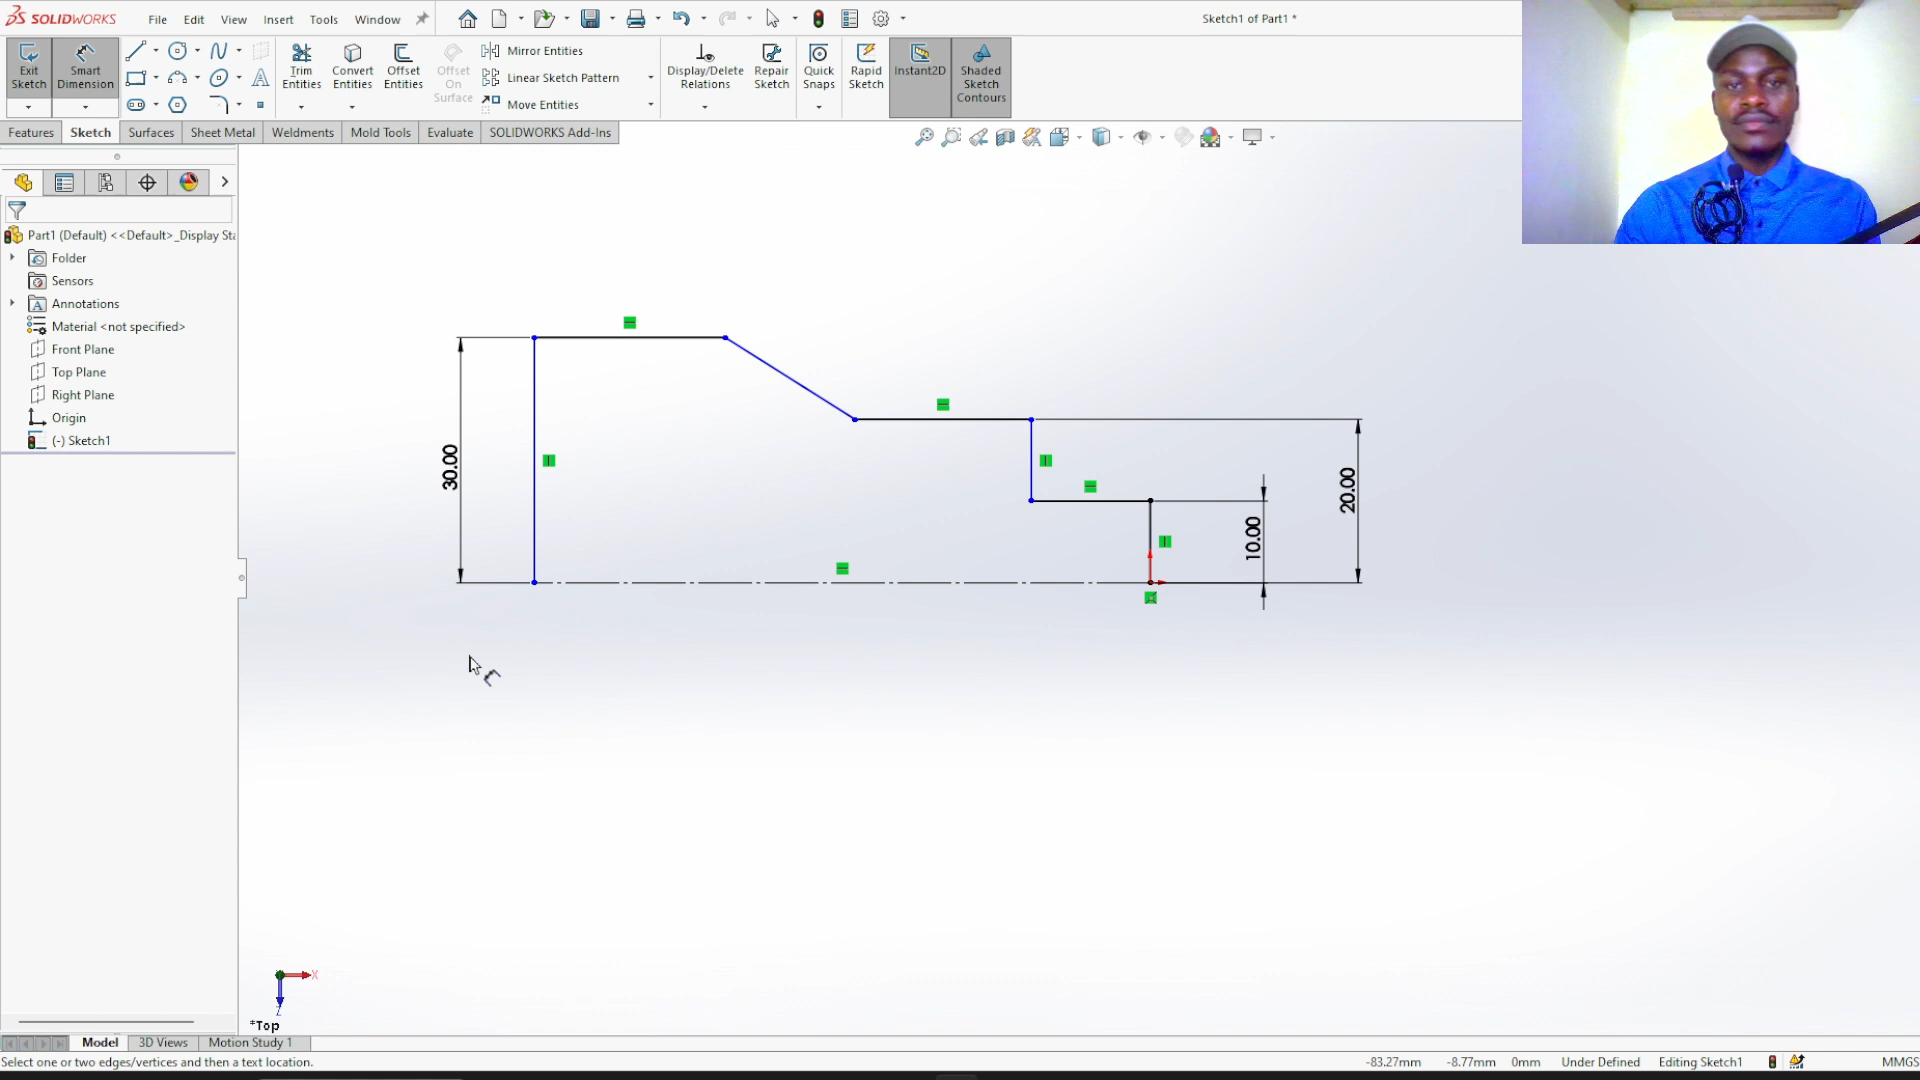 SOLIDWORKS
File Edit View Insert Tools Window
Sketch1 of Part1 *
Exit Sketch
Smart Dimension
Trim Entities
Convert Entities
Offset Entities
Offset On Surface
Mirror Entities
Linear Sketch Pattern
Move Entities
Display/Delete Relations
Repair Sketch
Quick Snaps
Rapid Sketch
Instant2D
Shaded Sketch Contours
Features Sketch Surfaces Sheet Metal Weldments Mold Tools Evaluate SOLIDWORKS Add-Ins
Part1 (Default) <<Default>_Display Sta
Folder
Sensors
Annotations
Material <not specified>
Front Plane
Top Plane
Right Plane
Origin
(-) Sketch1
30.00
10.00
20.00
X
Z
*Top
Model 3D Views Motion Study 1
Select one or two edges/vertices and then a text location.
-83.27mm -8.77mm 0mm Under Defined Editing Sketch1 MMGS